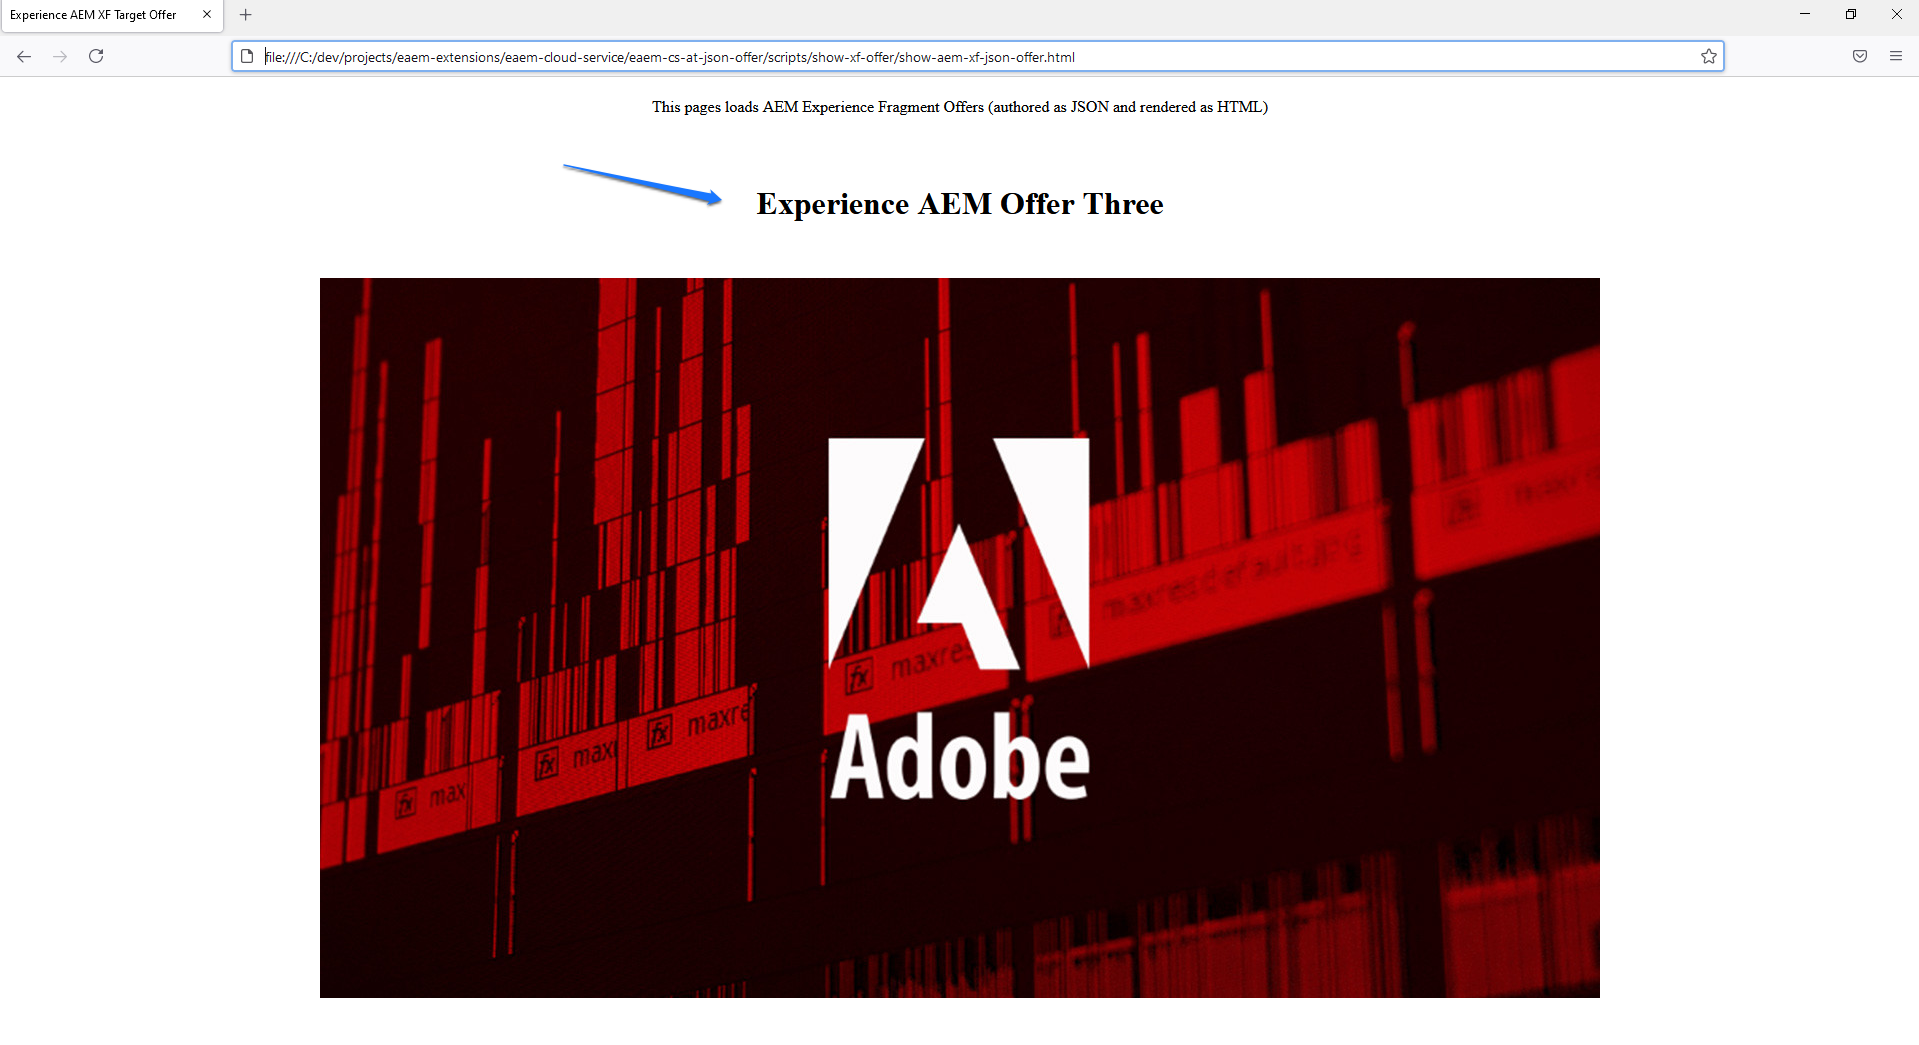 Experience AEM XF Target Offer
file:///C:/dev/projects/eaem-extensions/eaem-cloud-service/eaem-cs-at-json-offer/scripts/show-xf-offer/show-aem-xf-json-offer.html
This pages loads AEM Experience Fragment Offers (authored as JSON and rendered as HTML)
Experience AEM Offer Three
fx maxresdefault.jpg
fx maxres
fx maxre
fx max
fx max
Adobe